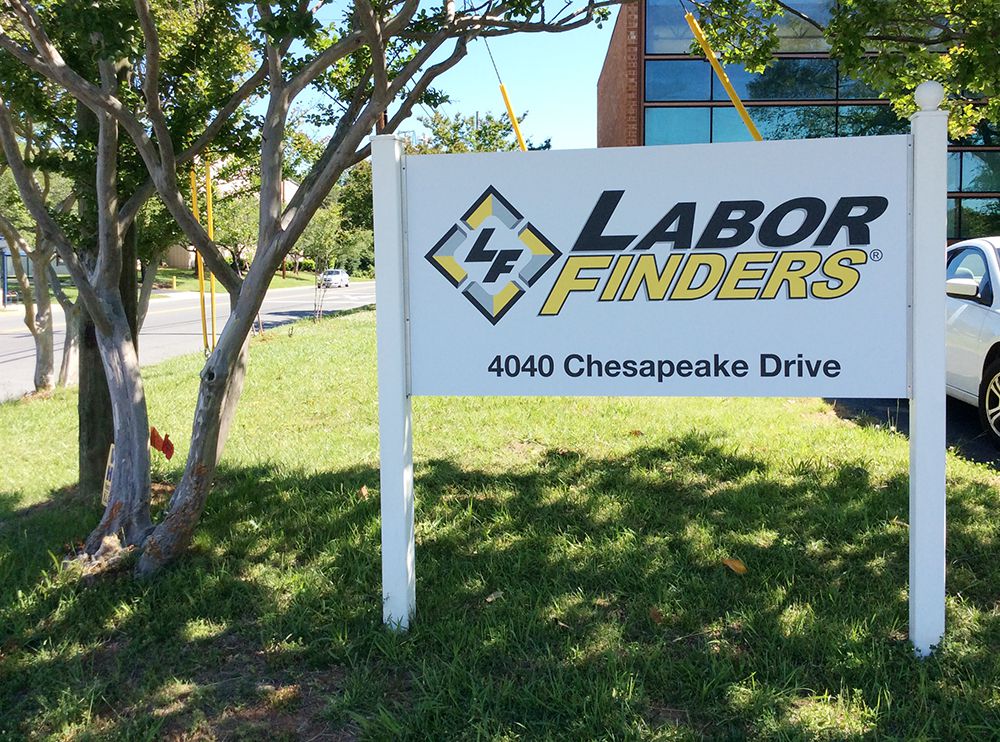 LF
LABOR
FINDERS®
4040 Chesapeake Drive